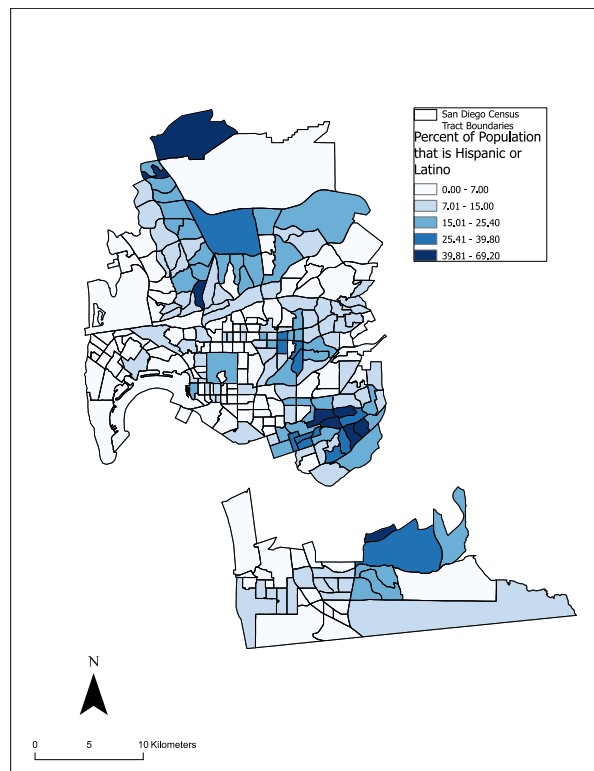 San Diego Census
Tract Boundaries
Percent of Population
that is Hispanic or
Latino
0.00 - 7.00
7.01 - 15.00
15.01 - 25.40
25.41 - 39.80
39.81 - 69.20
N
0 5 10 Kilometers